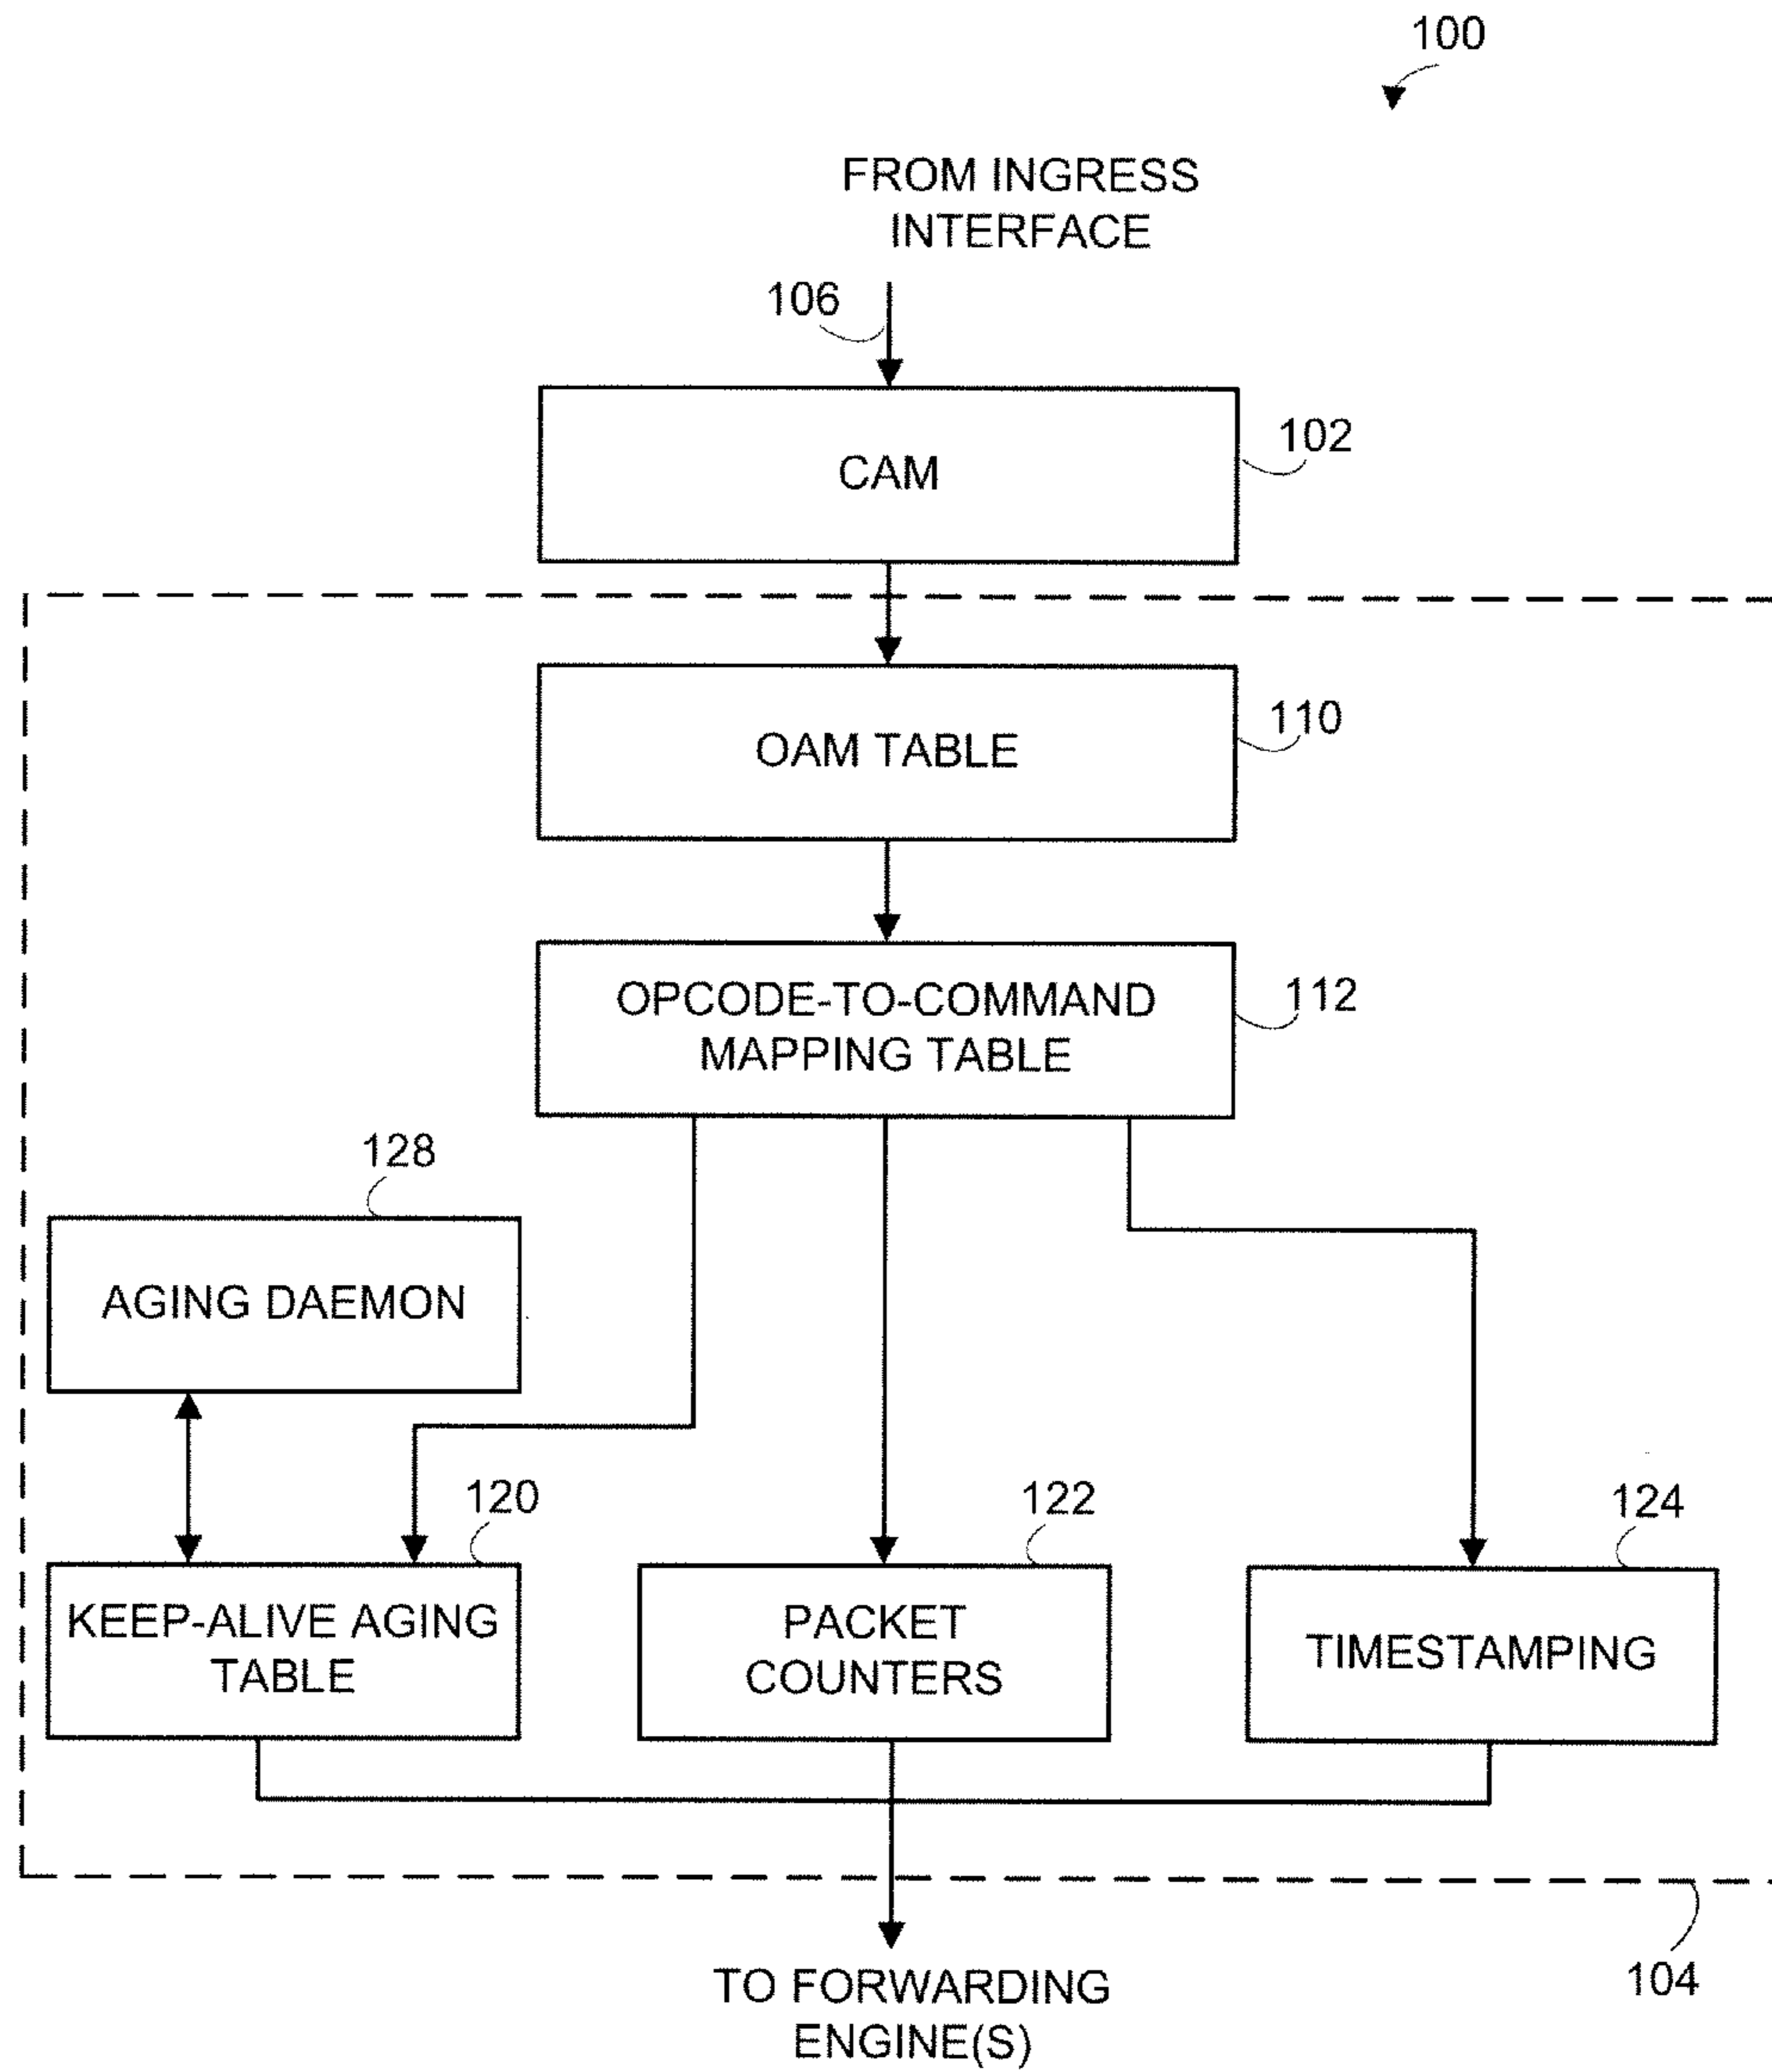 100
FROM INGRESS
INTERFACE
106
CAM
102
OAM TABLE
110
OPCODE-TO-COMMAND
MAPPING TABLE
112
128
AGING DAEMON
120
KEEP-ALIVE AGING
TABLE
122
PACKET
COUNTERS
124
TIMESTAMPING
104
TO FORWARDING
ENGINE(S)